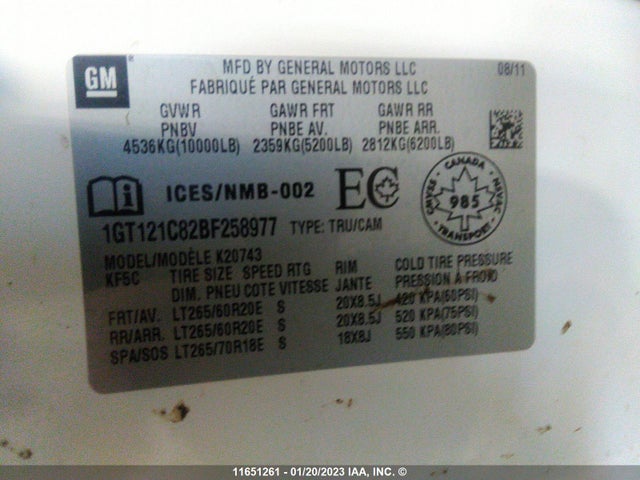 GM
MFD BY GENERAL MOTORS LLC 08/11
FABRIQUÉ PAR GENERAL MOTORS LLC
GVWR GAWR FRT GAWR RR
PNBV PNBE AV. PNBE ARR.
4536KG(10000LB) 2359KG(5200LB) 2812KG(6200LB)
ICES/NMB-002 EC CANADA CMVSS NSVAC 985
1GT121C82BF258977 TYPE: TRU/CAM
MODEL/MODÈLE K20743
KF5C TIRE SIZE SPEED RTG RIM COLD TIRE PRESSURE
DIM. PNEU COTE VITESSE JANTE PRESSION A FROID
FRT/AV. LT265/60R20E S 20X8.5J 420 KPA(60PSI)
RR/ARR. LT265/60R20E S 20X8.5J 520 KPA(75PSI)
SPA/SOS LT265/70R18E S 18X8J 550 KPA(80PSI)
11651261 - 01/20/2023 IAA, INC. ©